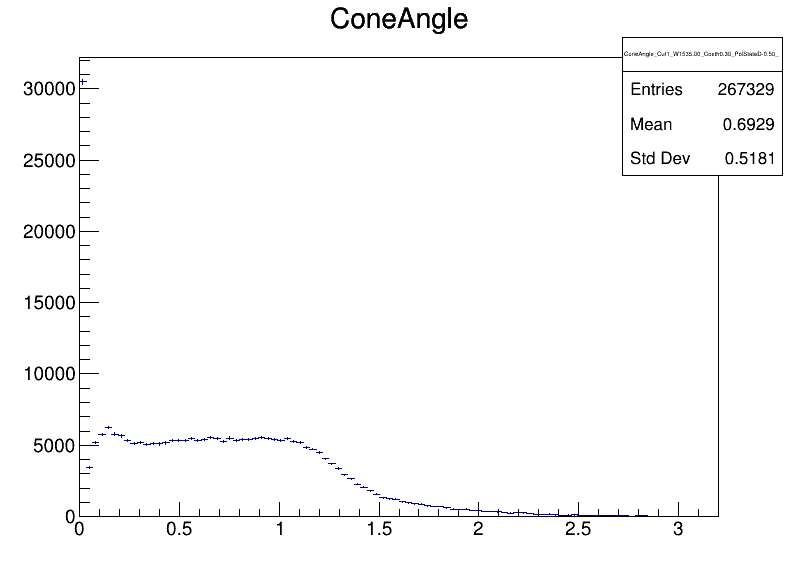 ConeAngle
ConeAngle_Cut1_W1535.00_Costh0.30_PolStateD-0.50_
Entries 267329
Mean 0.6929
Std Dev 0.5181
30000
25000
20000
15000
10000
5000
0
0 0.5 1 1.5 2 2.5 3